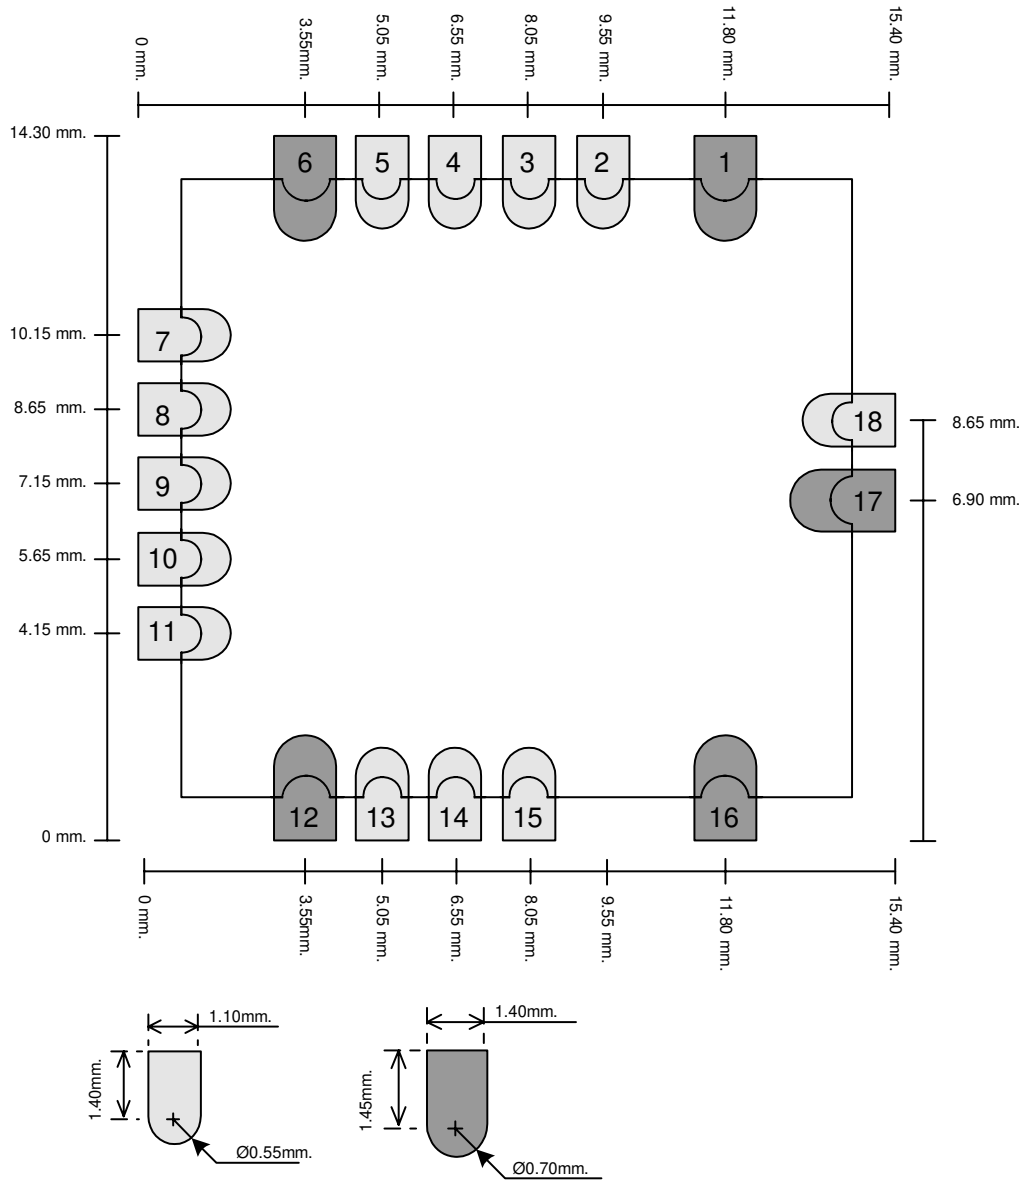 0 mm.
3.55mm.
5.05 mm.
6.55 mm.
8.05 mm.
9.55 mm.
11.80 mm.
15.40 mm.
14.30 mm.
6
5
4
3
2
1
10.15 mm.
7
8.65 mm.
8
18
8.65 mm.
7.15 mm.
9
17
6.90 mm.
5.65 mm.
10
4.15 mm.
11
12
13
14
15
16
0 mm.
0 mm.
3.55mm.
5.05 mm.
6.55 mm.
8.05 mm.
9.55 mm.
11.80 mm.
15.40 mm.
1.10mm.
1.40mm.
Ø0.55mm.
1.40mm.
1.45mm.
Ø0.70mm.